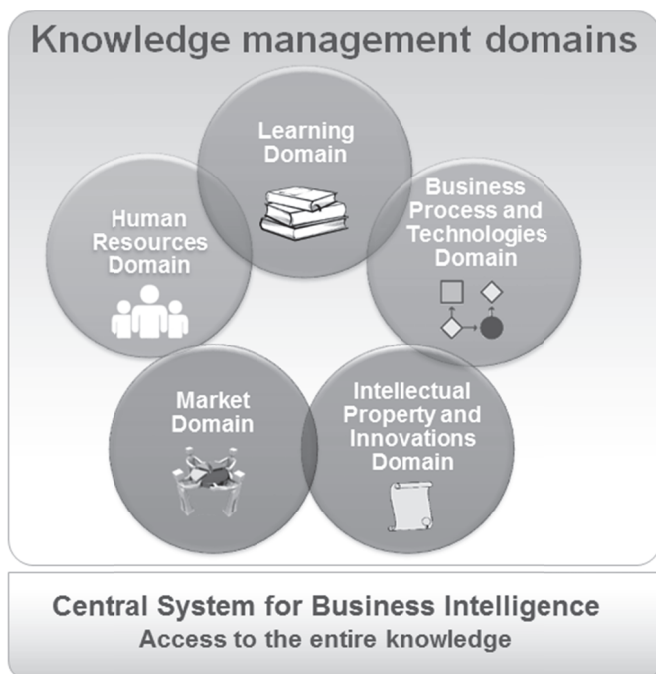 Knowledge management domains
Learning
Domain
Human
Resources
Domain
Business
Process and
Technologies
Domain
Market
Domain
Intellectual
Property and
Innovations
Domain
Central System for Business Intelligence
Access to the entire knowledge